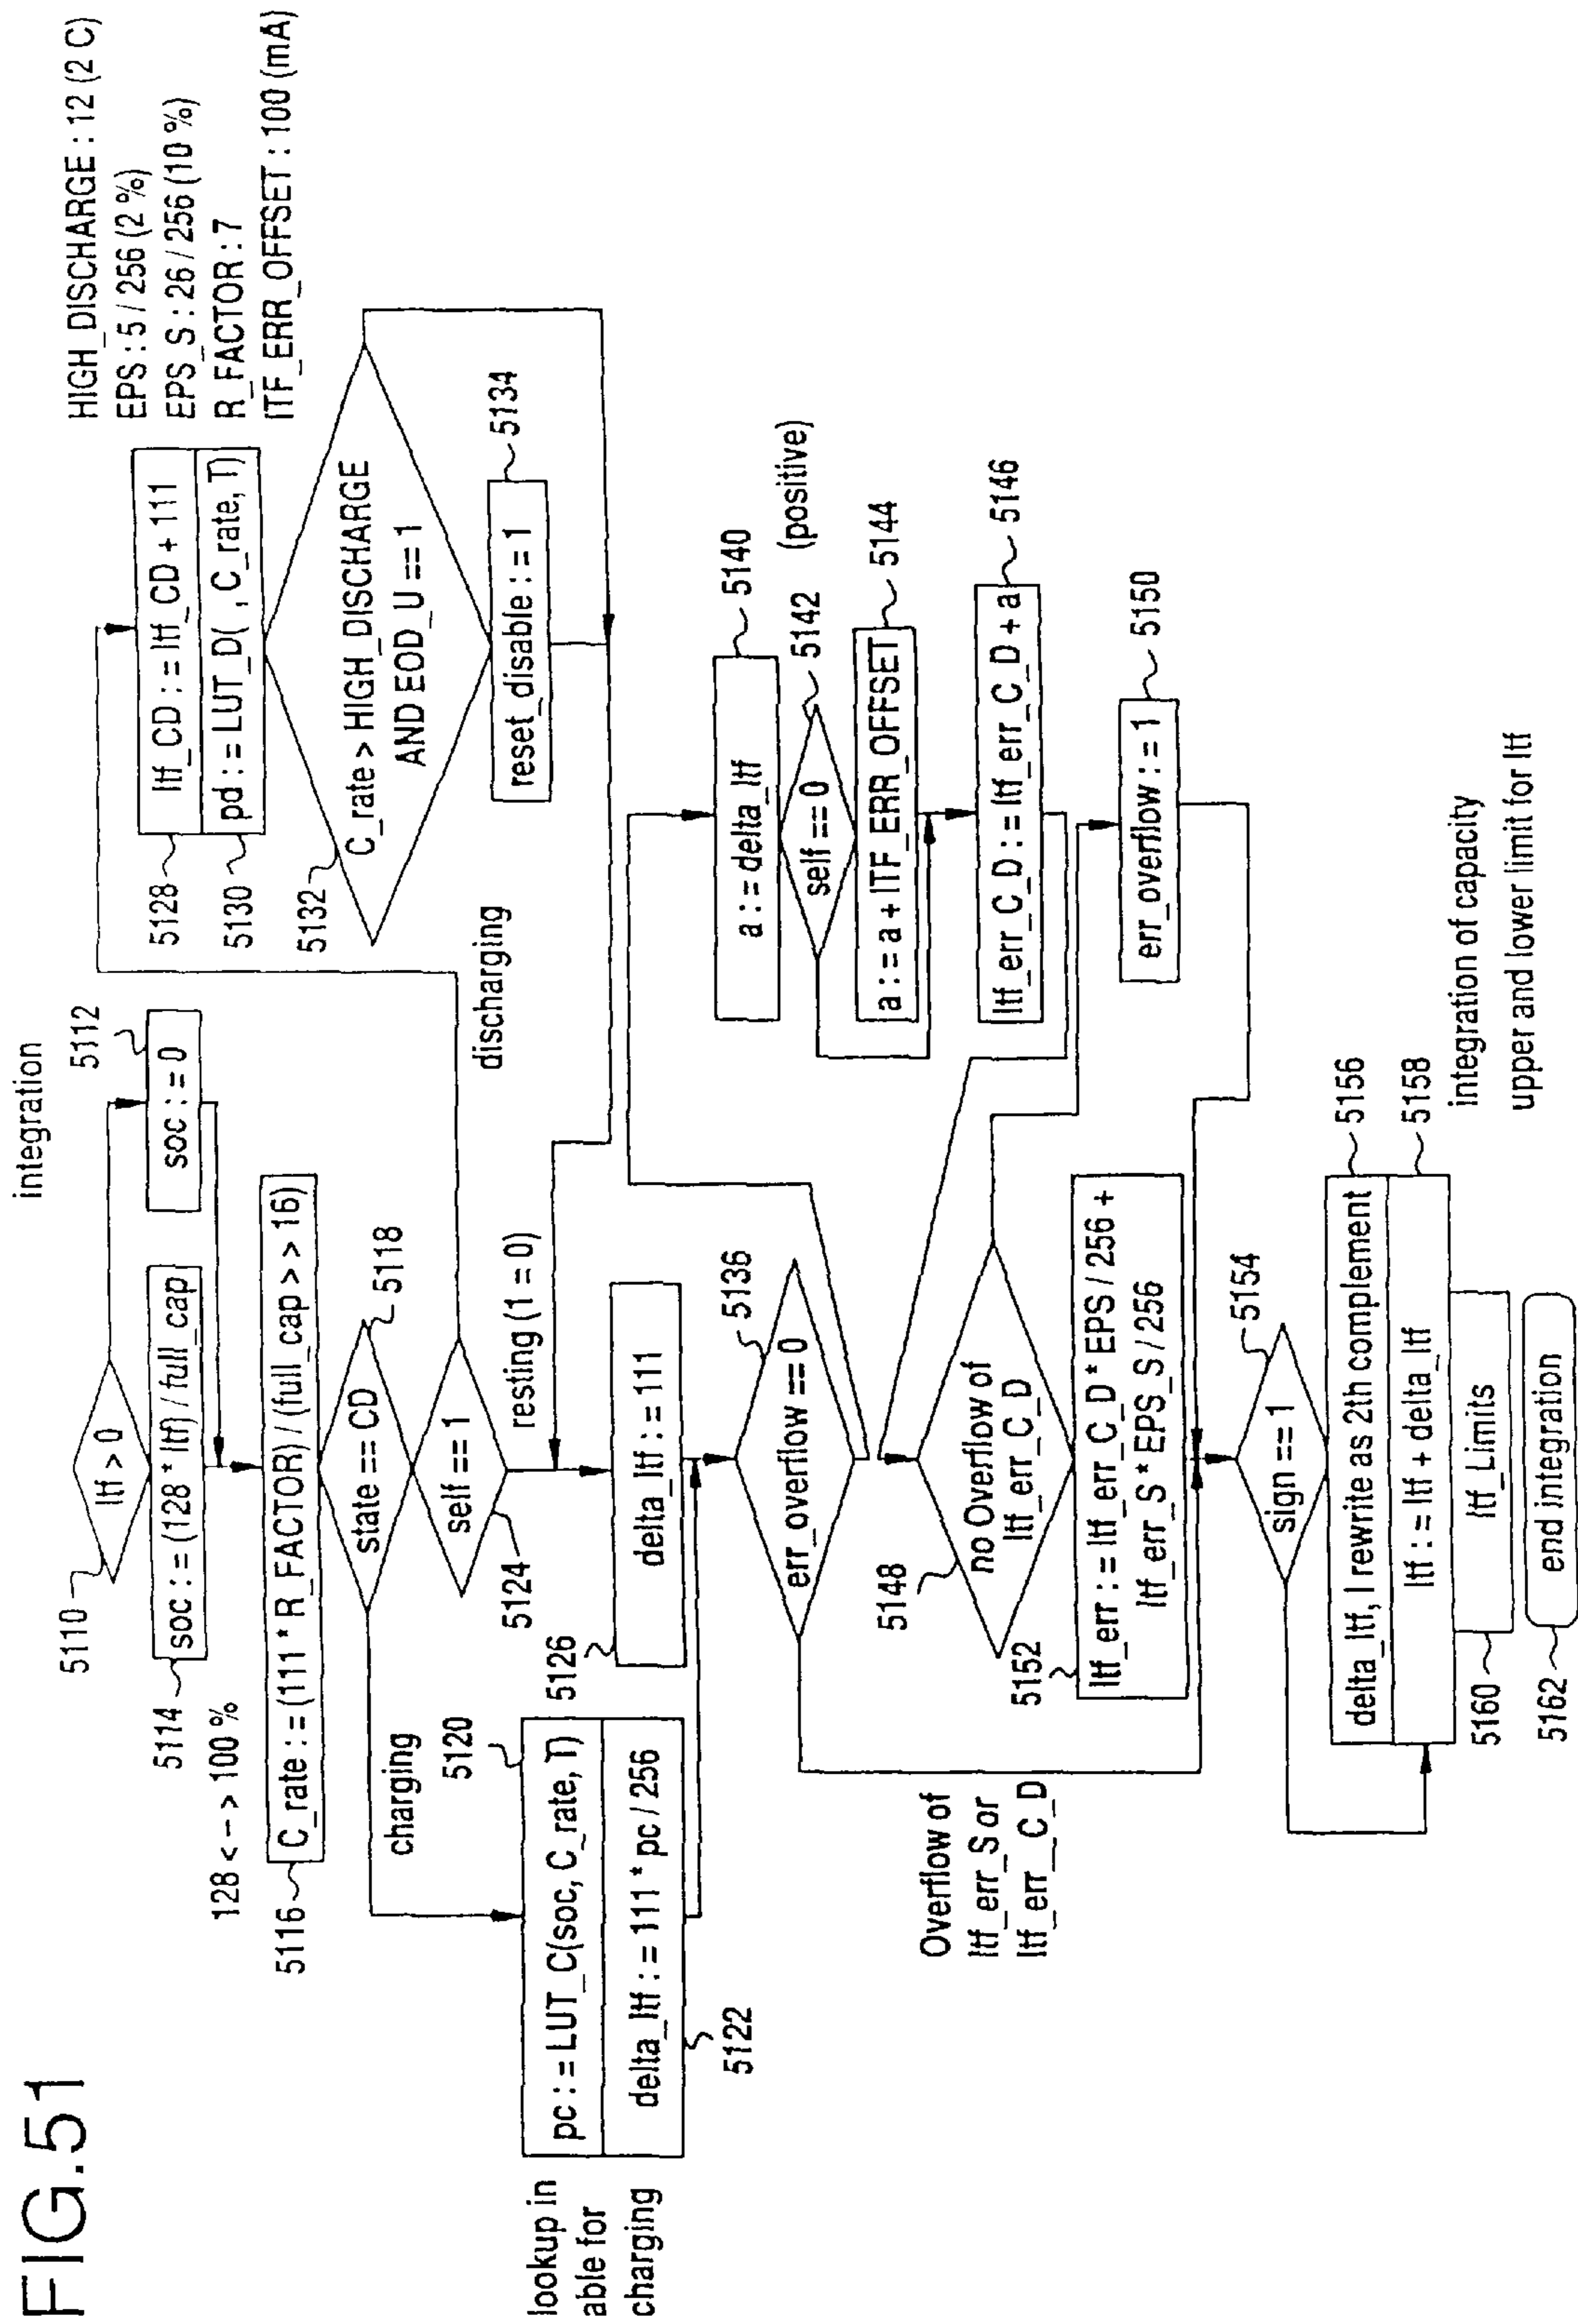 FIG.51
integration
Itf > 0
5110
5112
soc : = 0
5114
soc : = (128 * Itf) / full_cap
128 < - > 100 %
5116
C_rate : = (111 * R_FACTOR) / (full_cap > > 16)
state == CD
5118
charging
self == 1
5124
discharging
resting (1 = 0)
lookup in
able for
charging
5120
pc : = LUT_C(soc, C_rate, T)
delta_Itf : = 111 * pc / 256
5122
5126
delta_Itf : = 111
HIGH_DISCHARGE : 12 (2 C)
EPS : 5 / 256 (2 %)
EPS_S : 26 / 256 (10 %)
R_FACTOR : 7
ITF_ERR_OFFSET : 100 (mA)
5128
Itf_CD : = Itf_CD + 111
5130
pd : = LUT_D( , C_rate, T)
5132
C_rate > HIGH_DISCHARGE
AND EOD_U == 1
reset_disable : = 1
5134
5136
err_overflow == 0
a : = delta_Itf
5140
self == 0
5142
(positive)
a : = a + ITF_ERR_OFFSET
5144
Itf_err_C_D : = Itf_err_C_D + a
5146
5148
no Overflow of
Itf_err_C_D
err_overflow : = 1
5150
Overflow of
Itf_err_S or
Itf_err_C_D
5152
Itf_err : = Itf_err_C_D * EPS / 256 +
Itf_err_S * EPS_S / 256
sign == 1
5154
delta_Itf, I rewrite as 2th complement
5156
Itf : = Itf + delta_Itf
5158
integration of capacity
upper and lower limit for Itf
5160
Itf_Limits
5162
end integration